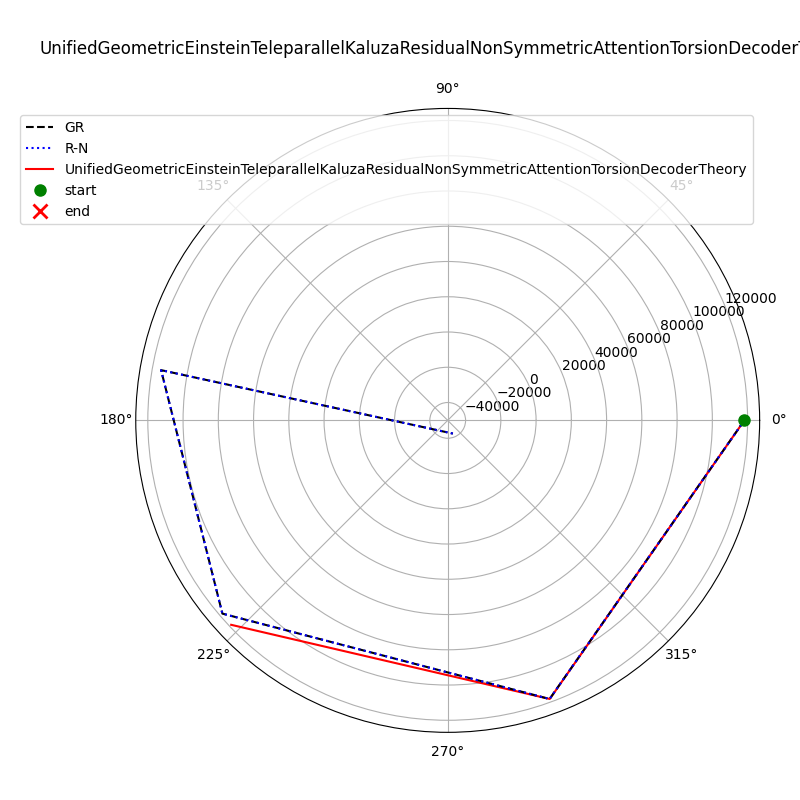 UnifiedGeometricEinsteinTeleparallelKaluzaResidualNonSymmetricAttentionTorsionDecoder
90°
GR
R-N
UnifiedGeometricEinsteinTeleparallelKaluzaResidualNonSymmetricAttentionTorsionDecoderTheory
start
end
135°
45°
120000
100000
80000
60000
40000
20000
0
−20000
−40000
180°
0°
225°
315°
270°